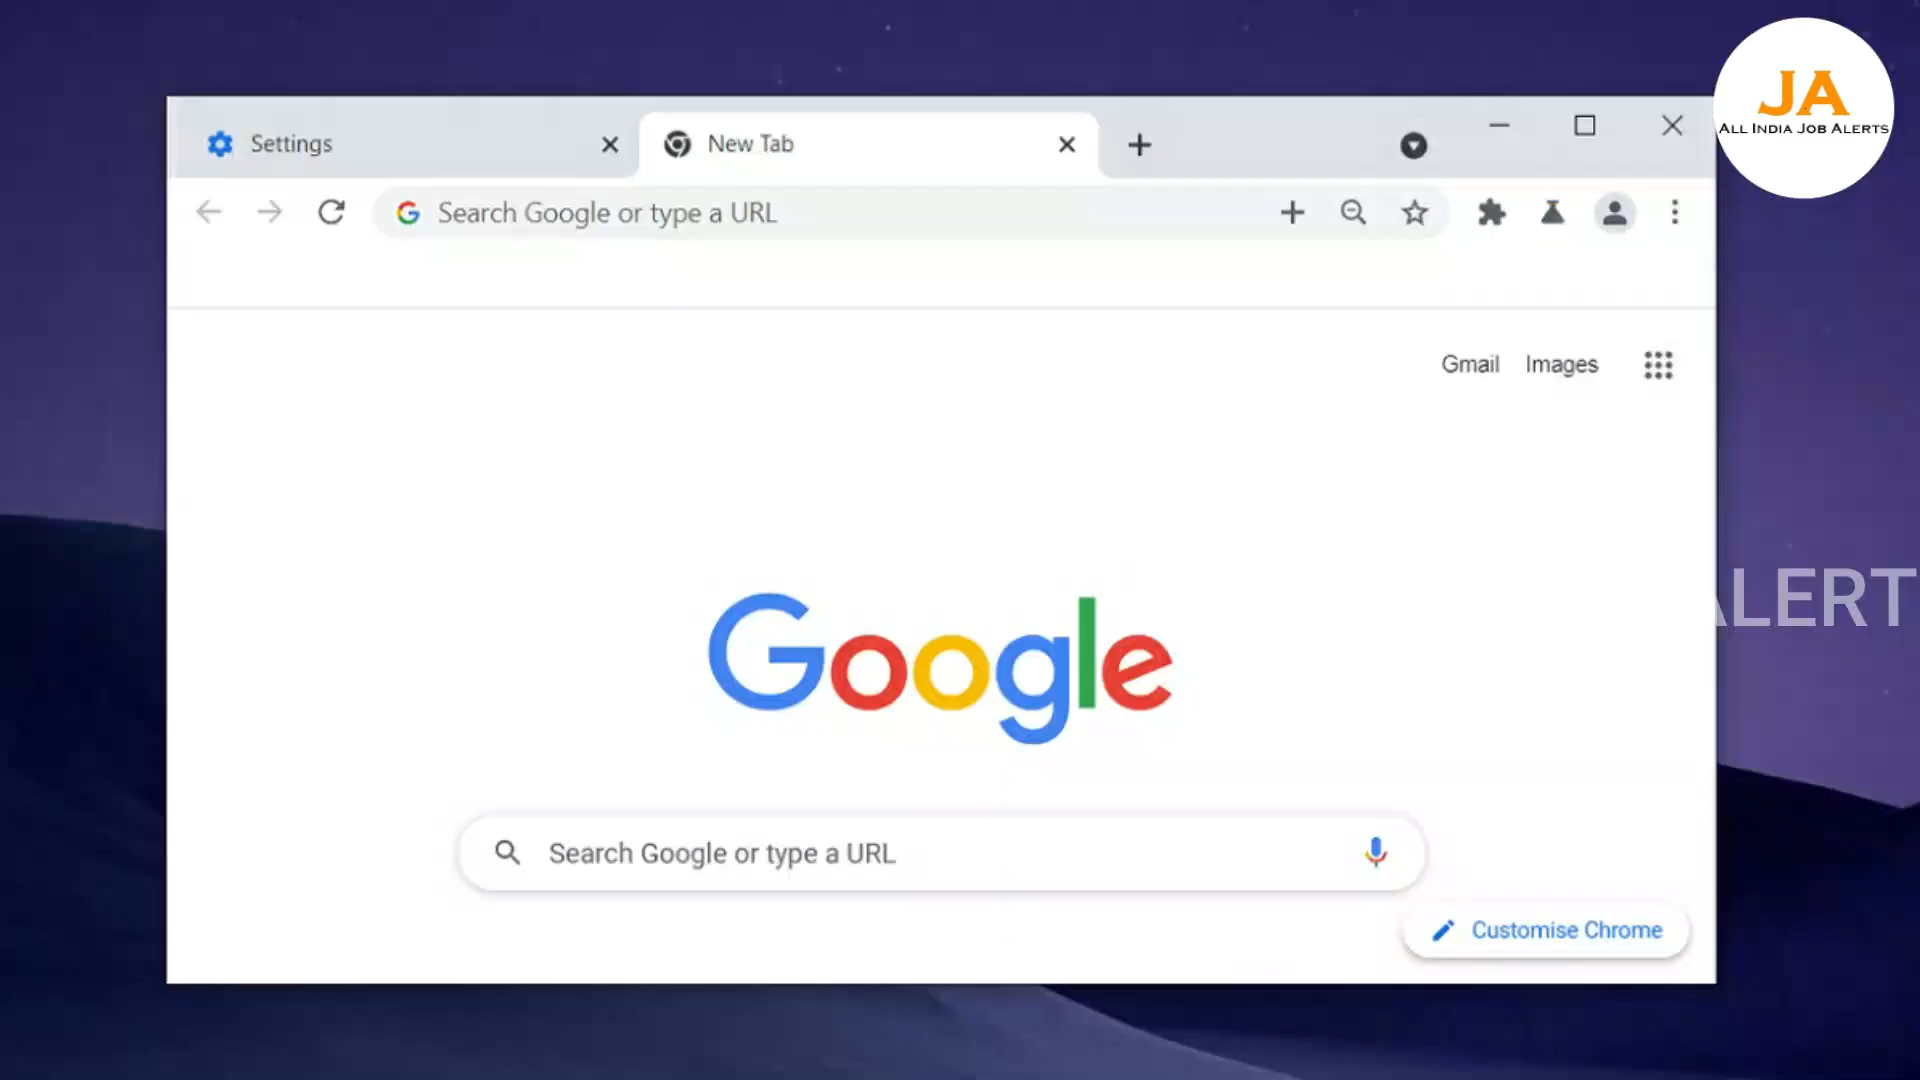 JA
ALL INDIA JOB ALERTS
Settings
New Tab
Search Google or type a URL
Gmail Images
ALERT
Google
Search Google or type a URL
Customise Chrome